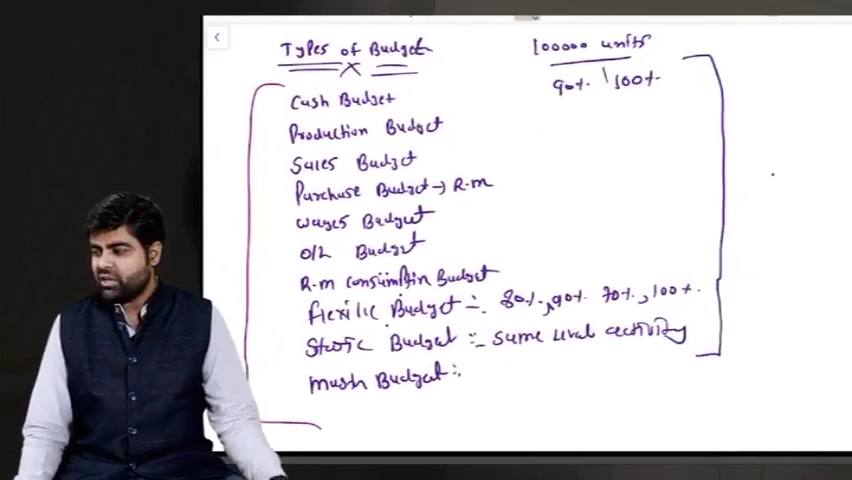 Types of Budget
100000 units
90% 100%
Cash Budget
Production Budget
Sales Budget
Purchase Budget → R.m
wages Budget
O/H Budget
R.m consumption Budget
flexilic Budget :- 80%, 90% 70%, 100%.
Static Budget :- Same level activity
Mush Budget :-